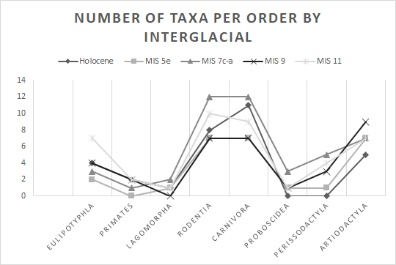 NUMBER OF TAXA PER ORDER BY
INTERGLACIAL
Holocene MIS 5e MIS 7c-a MIS 9 MIS 11
14
12
10
8
6
4
2
0
EULIPOTYPHLA PRIMATES LAGOMORPHA RODENTIA CARNIVORA PROBOSCIDEA PERISSODACTYLA ARTIODACTYLA